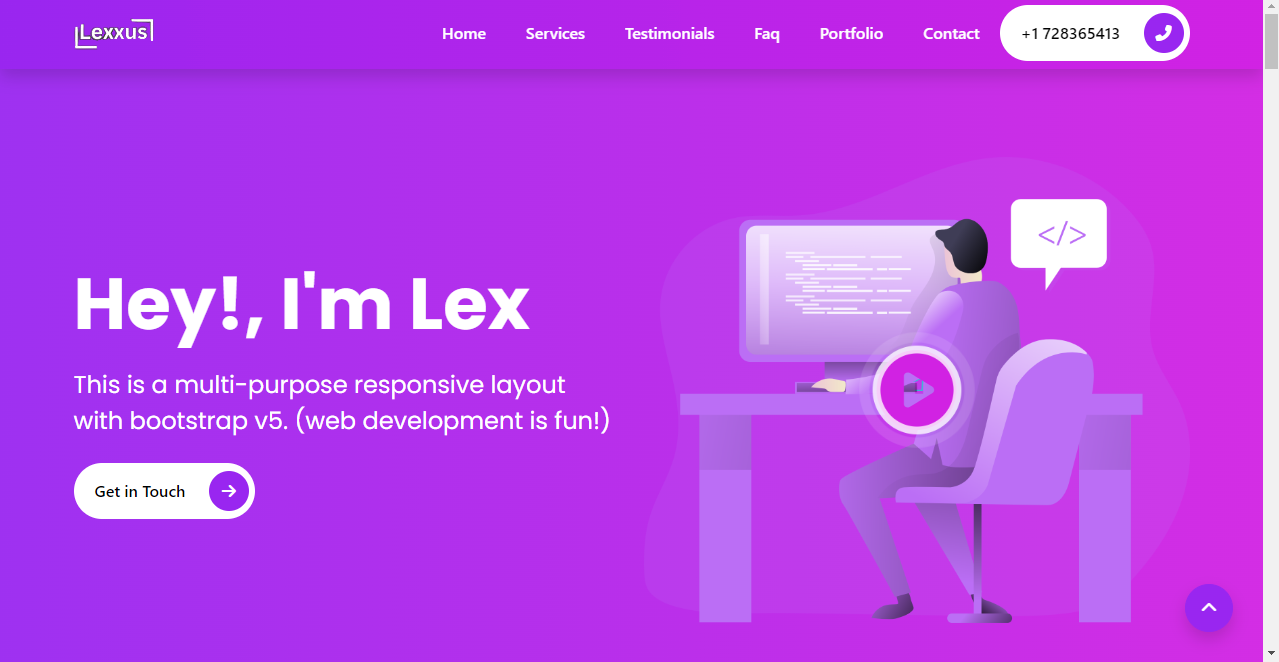 Lexxus
Home
Services
Testimonials
Faq
Portfolio
Contact
+1 728365413
</>
Hey!, I'm Lex
This is a multi-purpose responsive layout
with bootstrap v5. (web development is fun!)
Get in Touch